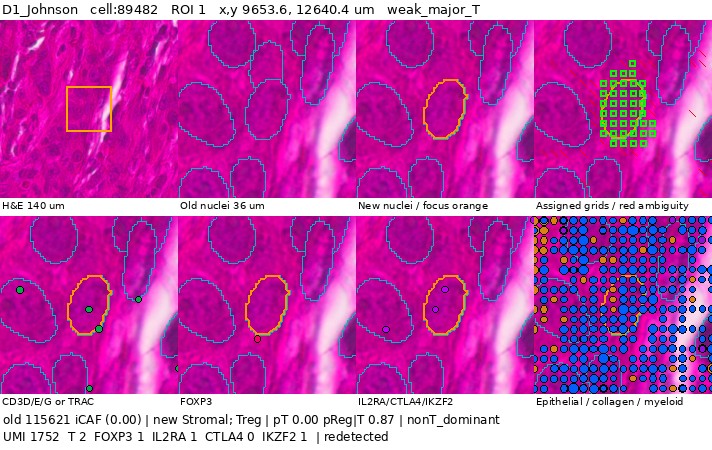 D1_Johnson   cell:89482   ROI 1   x,y 9653.6, 12640.4 um   weak_major_T
H&E 140 um
Old nuclei 36 um
New nuclei / focus orange
Assigned grids / red ambiguity
CD3D/E/G or TRAC
FOXP3
IL2RA/CTLA4/IKZF2
Epithelial / collagen / myeloid
old 115621 iCAF (0.00) | new Stromal; Treg | pT 0.00 pReg|T 0.87 | nonT_dominant
UMI 1752  T 2  FOXP3 1  IL2RA 1  CTLA4 0  IKZF2 1  | redetected